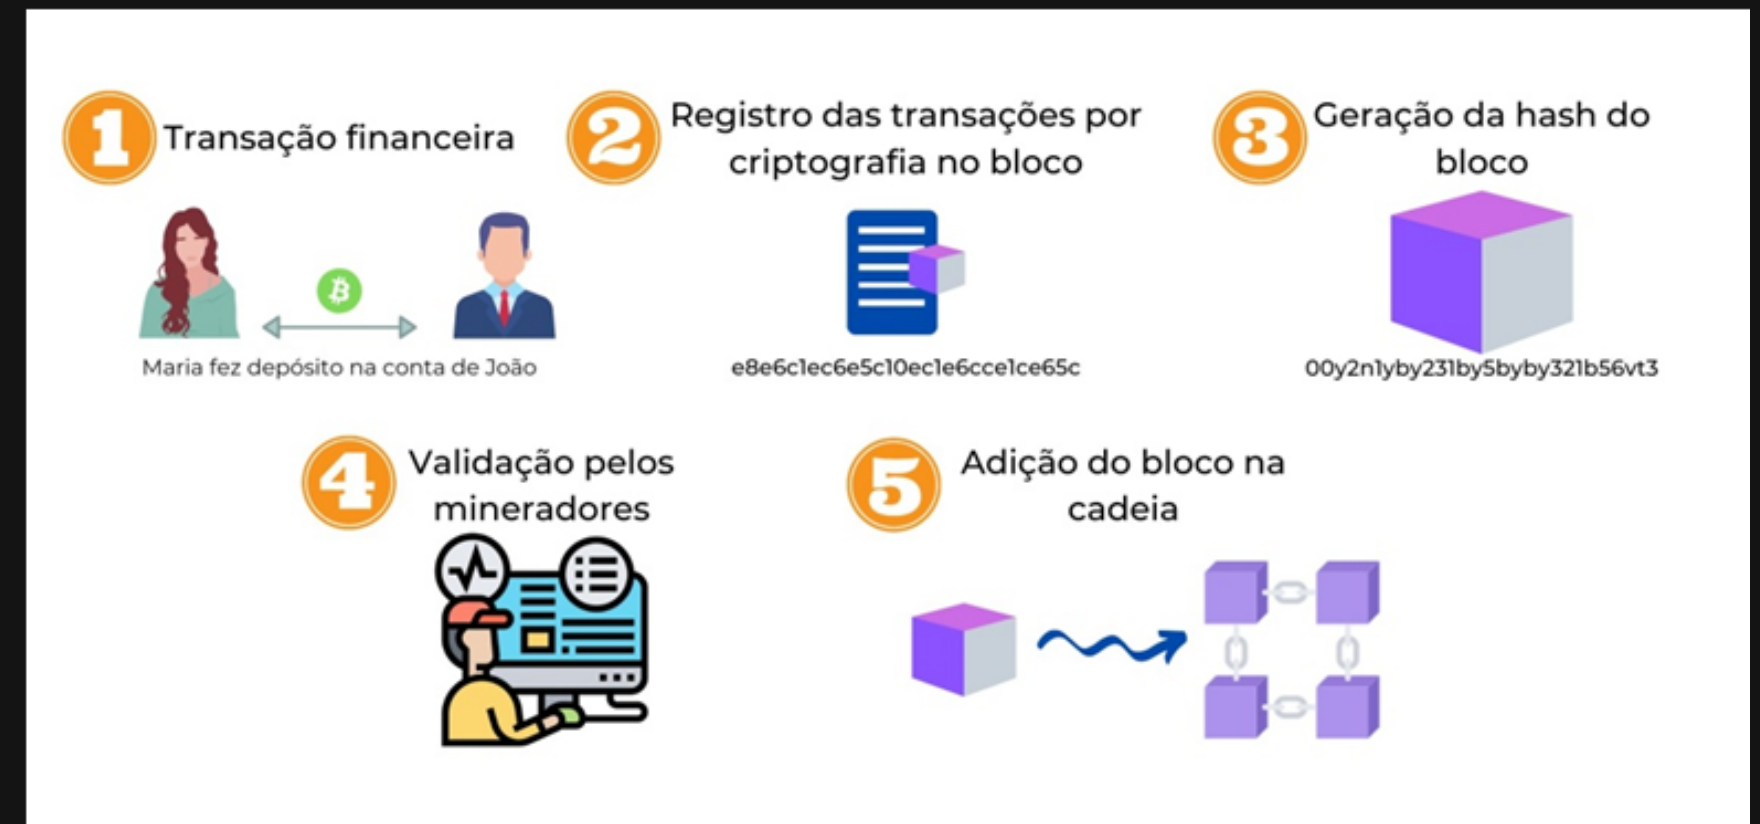 1
Transação financeira
Maria fez depósito na conta de João
2
Registro das transações por
criptografia no bloco
e8e6c1ec6e5c10ec1e6cce1ce65c
3
Geração da hash do
bloco
00y2n1yby231by5byby321b56vt3
4
Validação pelos
mineradores
5
Adição do bloco na
cadeia